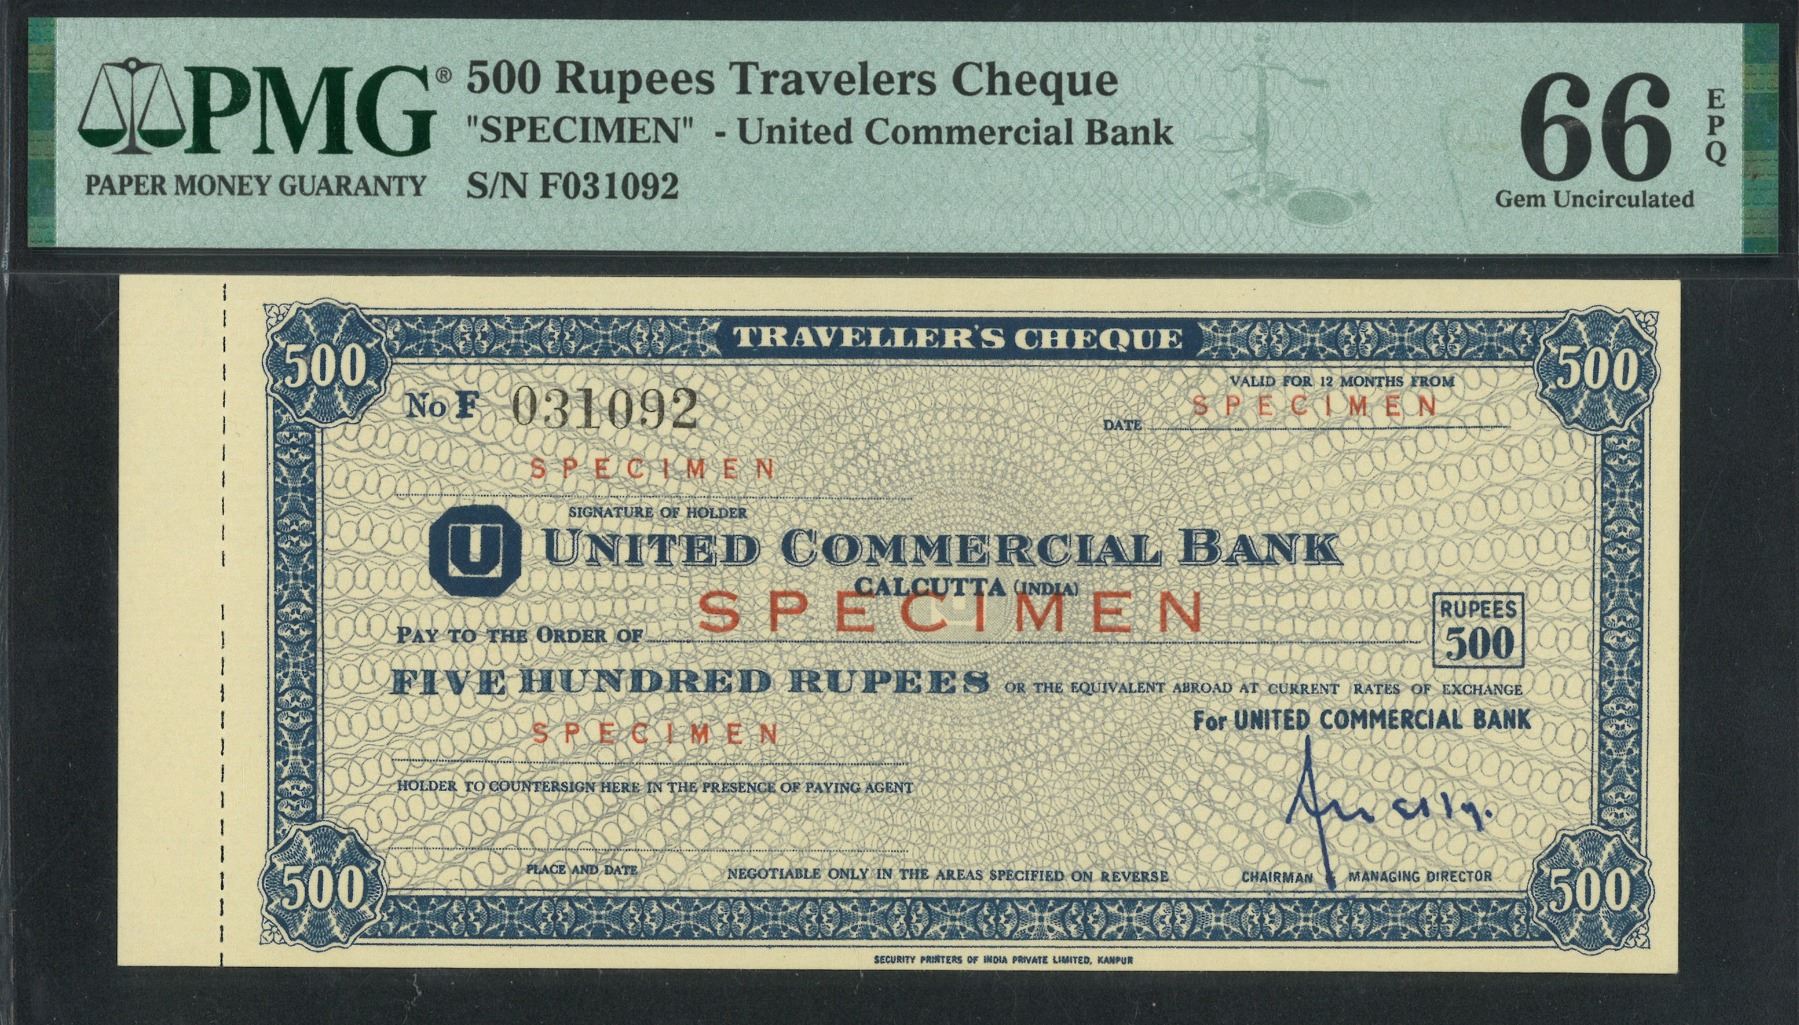 PMG® 500 Rupees Travelers Cheque
"SPECIMEN" - United Commercial Bank
PAPER MONEY GUARANTY S/N F031092
66 EPQ
Gem Uncirculated
TRAVELLER'S CHEQUE
500 500
No F 031092
VALID FOR 12 MONTHS FROM
SPECIMEN
DATE
SPECIMEN
SIGNATURE OF HOLDER
U UNITED COMMERCIAL BANK
CALCUTTA (INDIA)
SPECIMEN
PAY TO THE ORDER OF
RUPEES
500
FIVE HUNDRED RUPEES OR THE EQUIVALENT ABROAD AT CURRENT RATES OF EXCHANGE
For UNITED COMMERCIAL BANK
SPECIMEN
HOLDER TO COUNTERSIGN HERE IN THE PRESENCE OF PAYING AGENT
PLACE AND DATE NEGOTIABLE ONLY IN THE AREAS SPECIFIED ON REVERSE CHAIRMAN & MANAGING DIRECTOR
500 500
SECURITY PRINTERS OF INDIA PRIVATE LIMITED, KANPUR